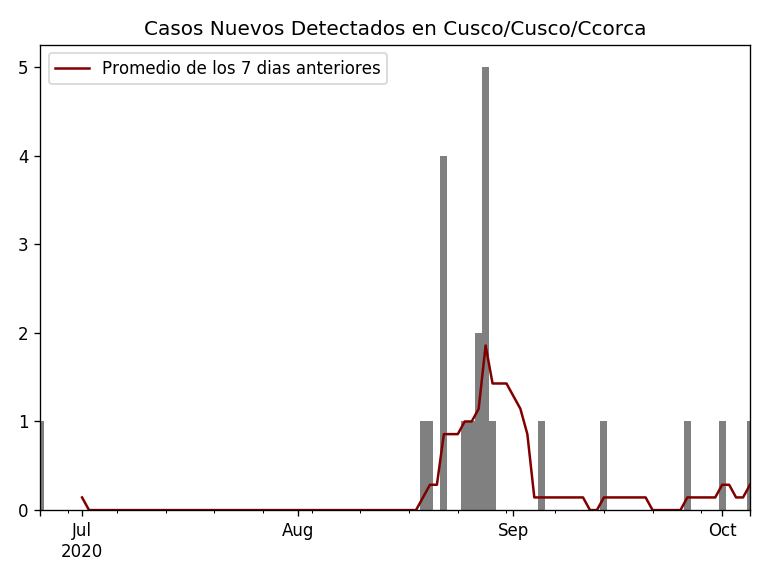 Casos Nuevos Detectados en Cusco/Cusco/Ccorca
Promedio de los 7 dias anteriores
5
4
3
2
1
0
Jul Aug Sep Oct
2020